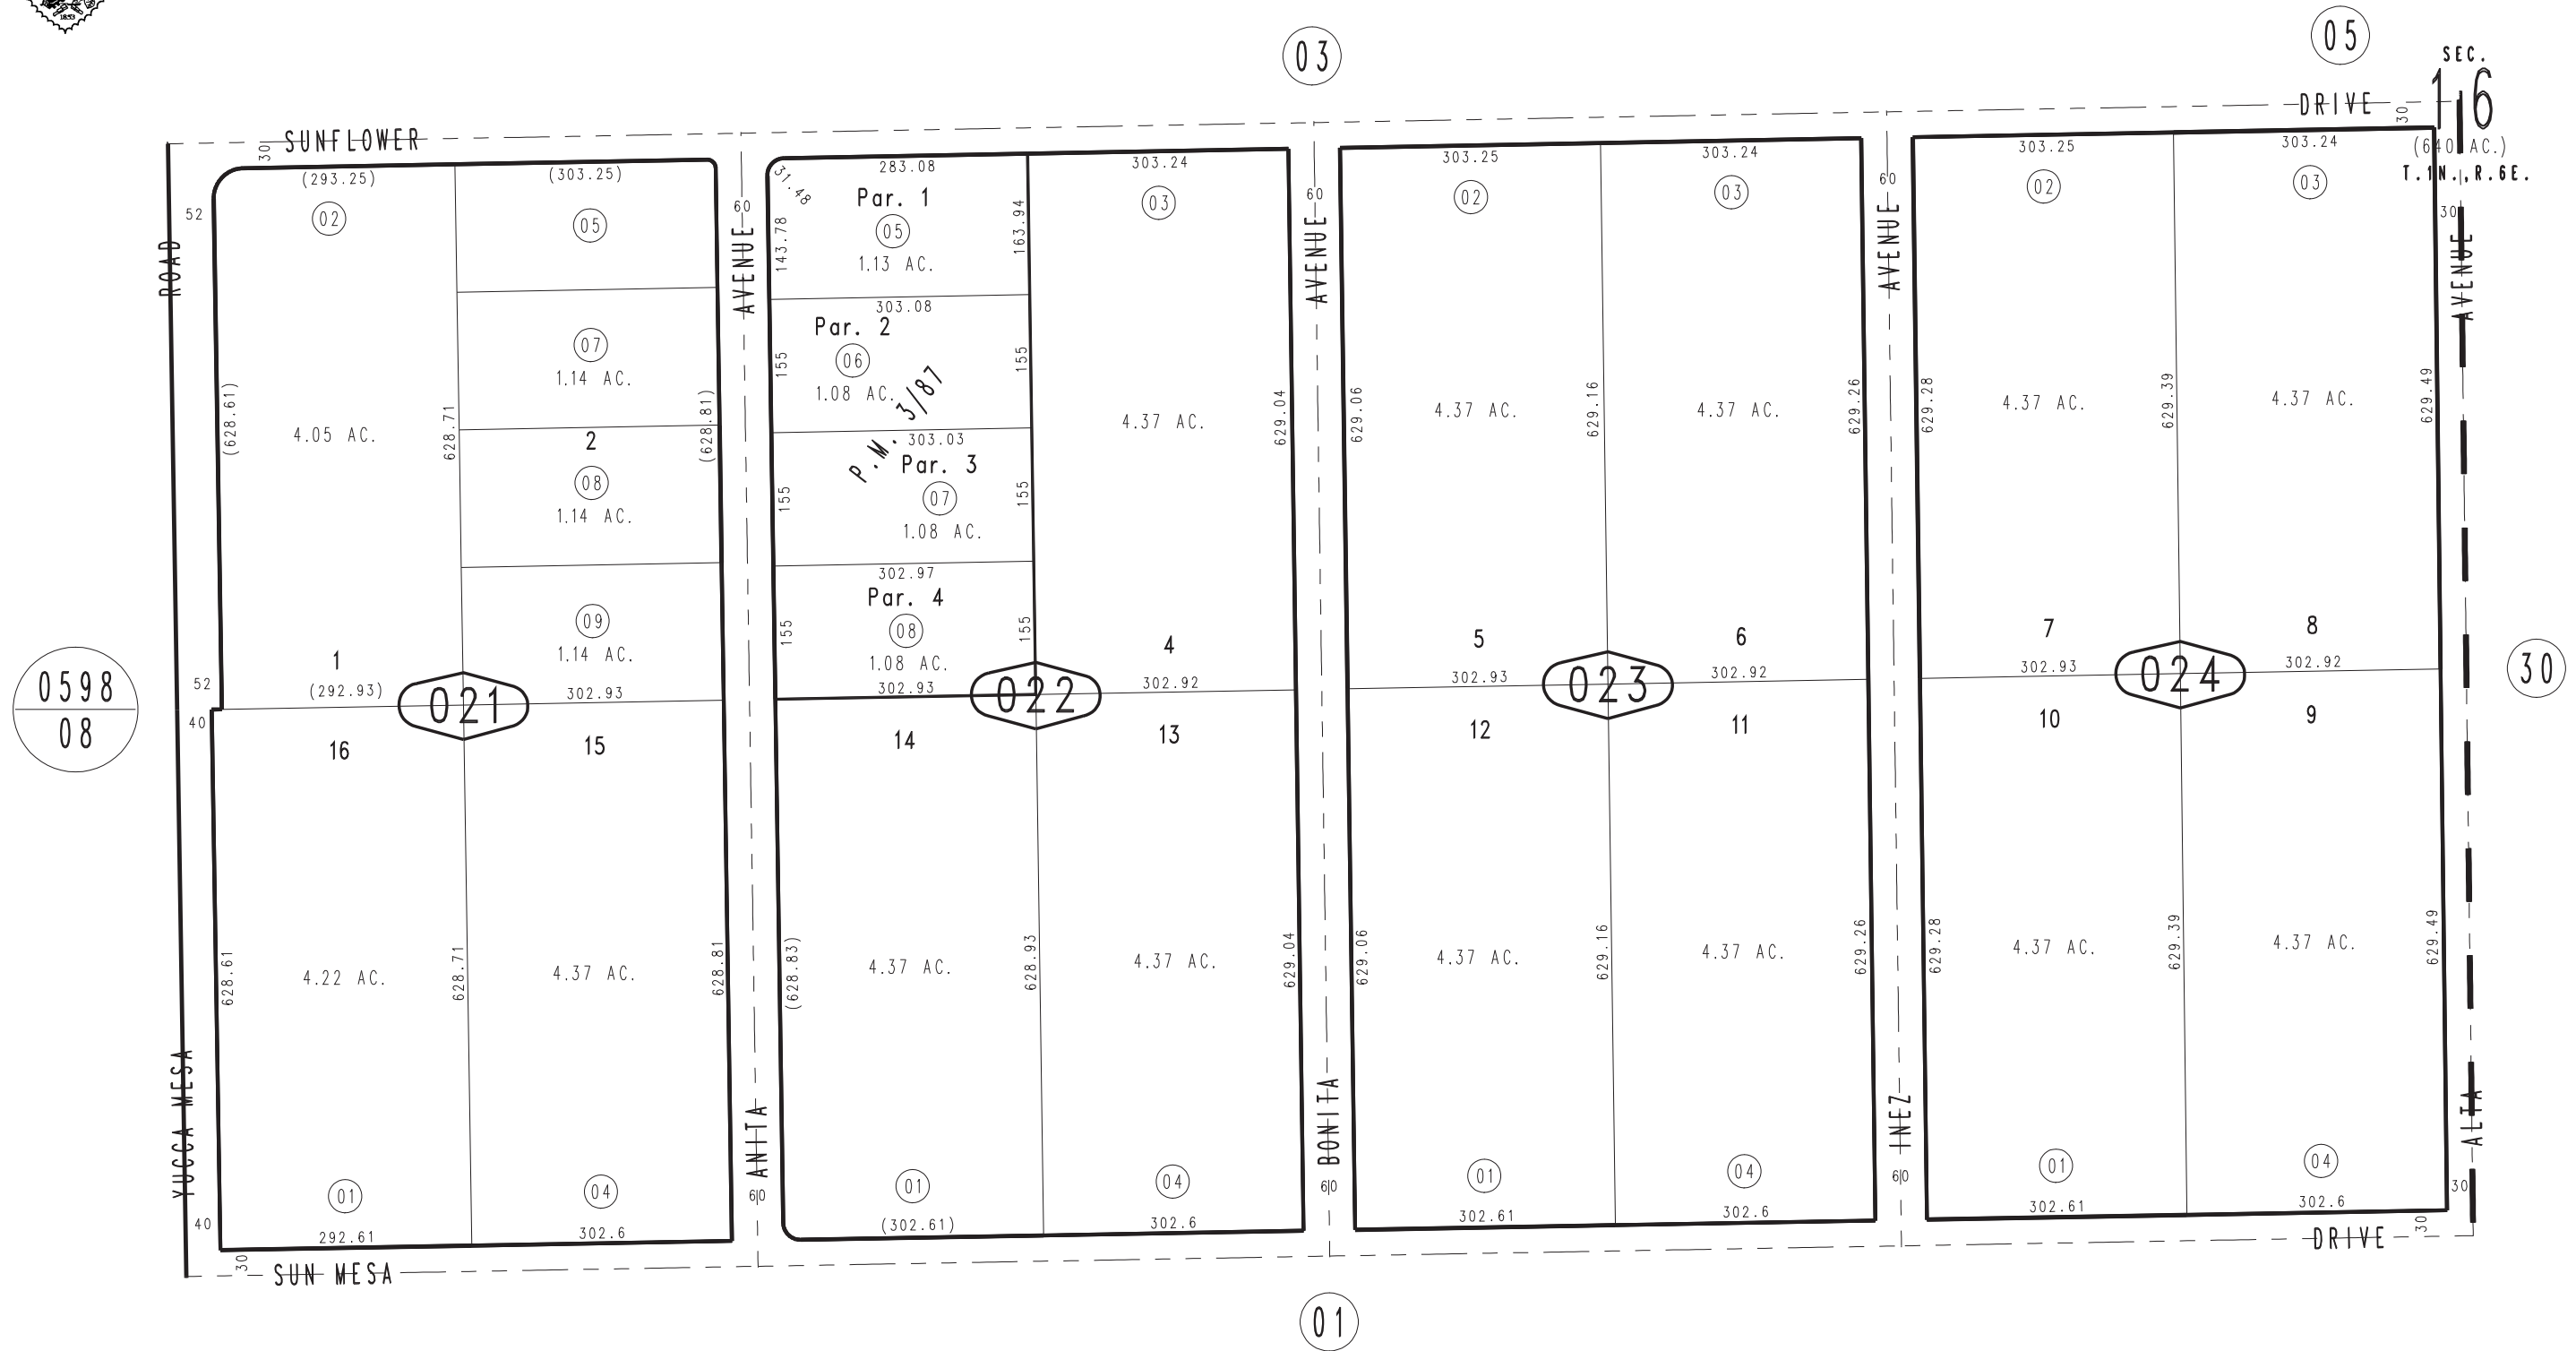 1853
03
05
SEC.
16
(640 AC.)
T.1N.,R.6E.
SUNFLOWER
DRIVE
30
30
ROAD
52
(293.25)
02
(628.61)
4.05 AC.
628.71
1
(292.93)
52
(303.25)
05
07
1.14 AC.
(628.81)
2
08
1.14 AC.
09
1.14 AC.
302.93
021
40
16
15
628.61
4.22 AC.
628.71
4.37 AC.
628.81
01
04
40
292.61
302.6
30
YUCCA MESA
0598
08
60
AVENUE
ANITA
60
31.48
283.08
Par. 1
05
1.13 AC.
143.78
163.94
303.08
Par. 2
06
1.08 AC.
155
155
P.M. 3/87
303.03
Par. 3
07
1.08 AC.
155
155
302.97
Par. 4
08
1.08 AC.
155
155
302.93
303.24
03
4.37 AC.
629.04
4
302.92
022
14
13
(628.83)
4.37 AC.
628.93
4.37 AC.
629.04
01
04
(302.61)
302.6
60
AVENUE
BONITA
60
303.25
303.24
02
03
629.06
4.37 AC.
629.16
4.37 AC.
629.26
5
6
302.93
302.92
023
12
11
629.06
4.37 AC.
629.16
4.37 AC.
629.26
01
04
302.61
302.6
60
AVENUE
INEZ
60
303.25
303.24
02
03
629.28
4.37 AC.
629.39
4.37 AC.
629.49
7
8
302.93
302.92
024
10
9
629.28
4.37 AC.
629.39
4.37 AC.
629.49
01
04
302.61
302.6
30
AVENUE
ALTA
30
30
30
SUN MESA
DRIVE
01